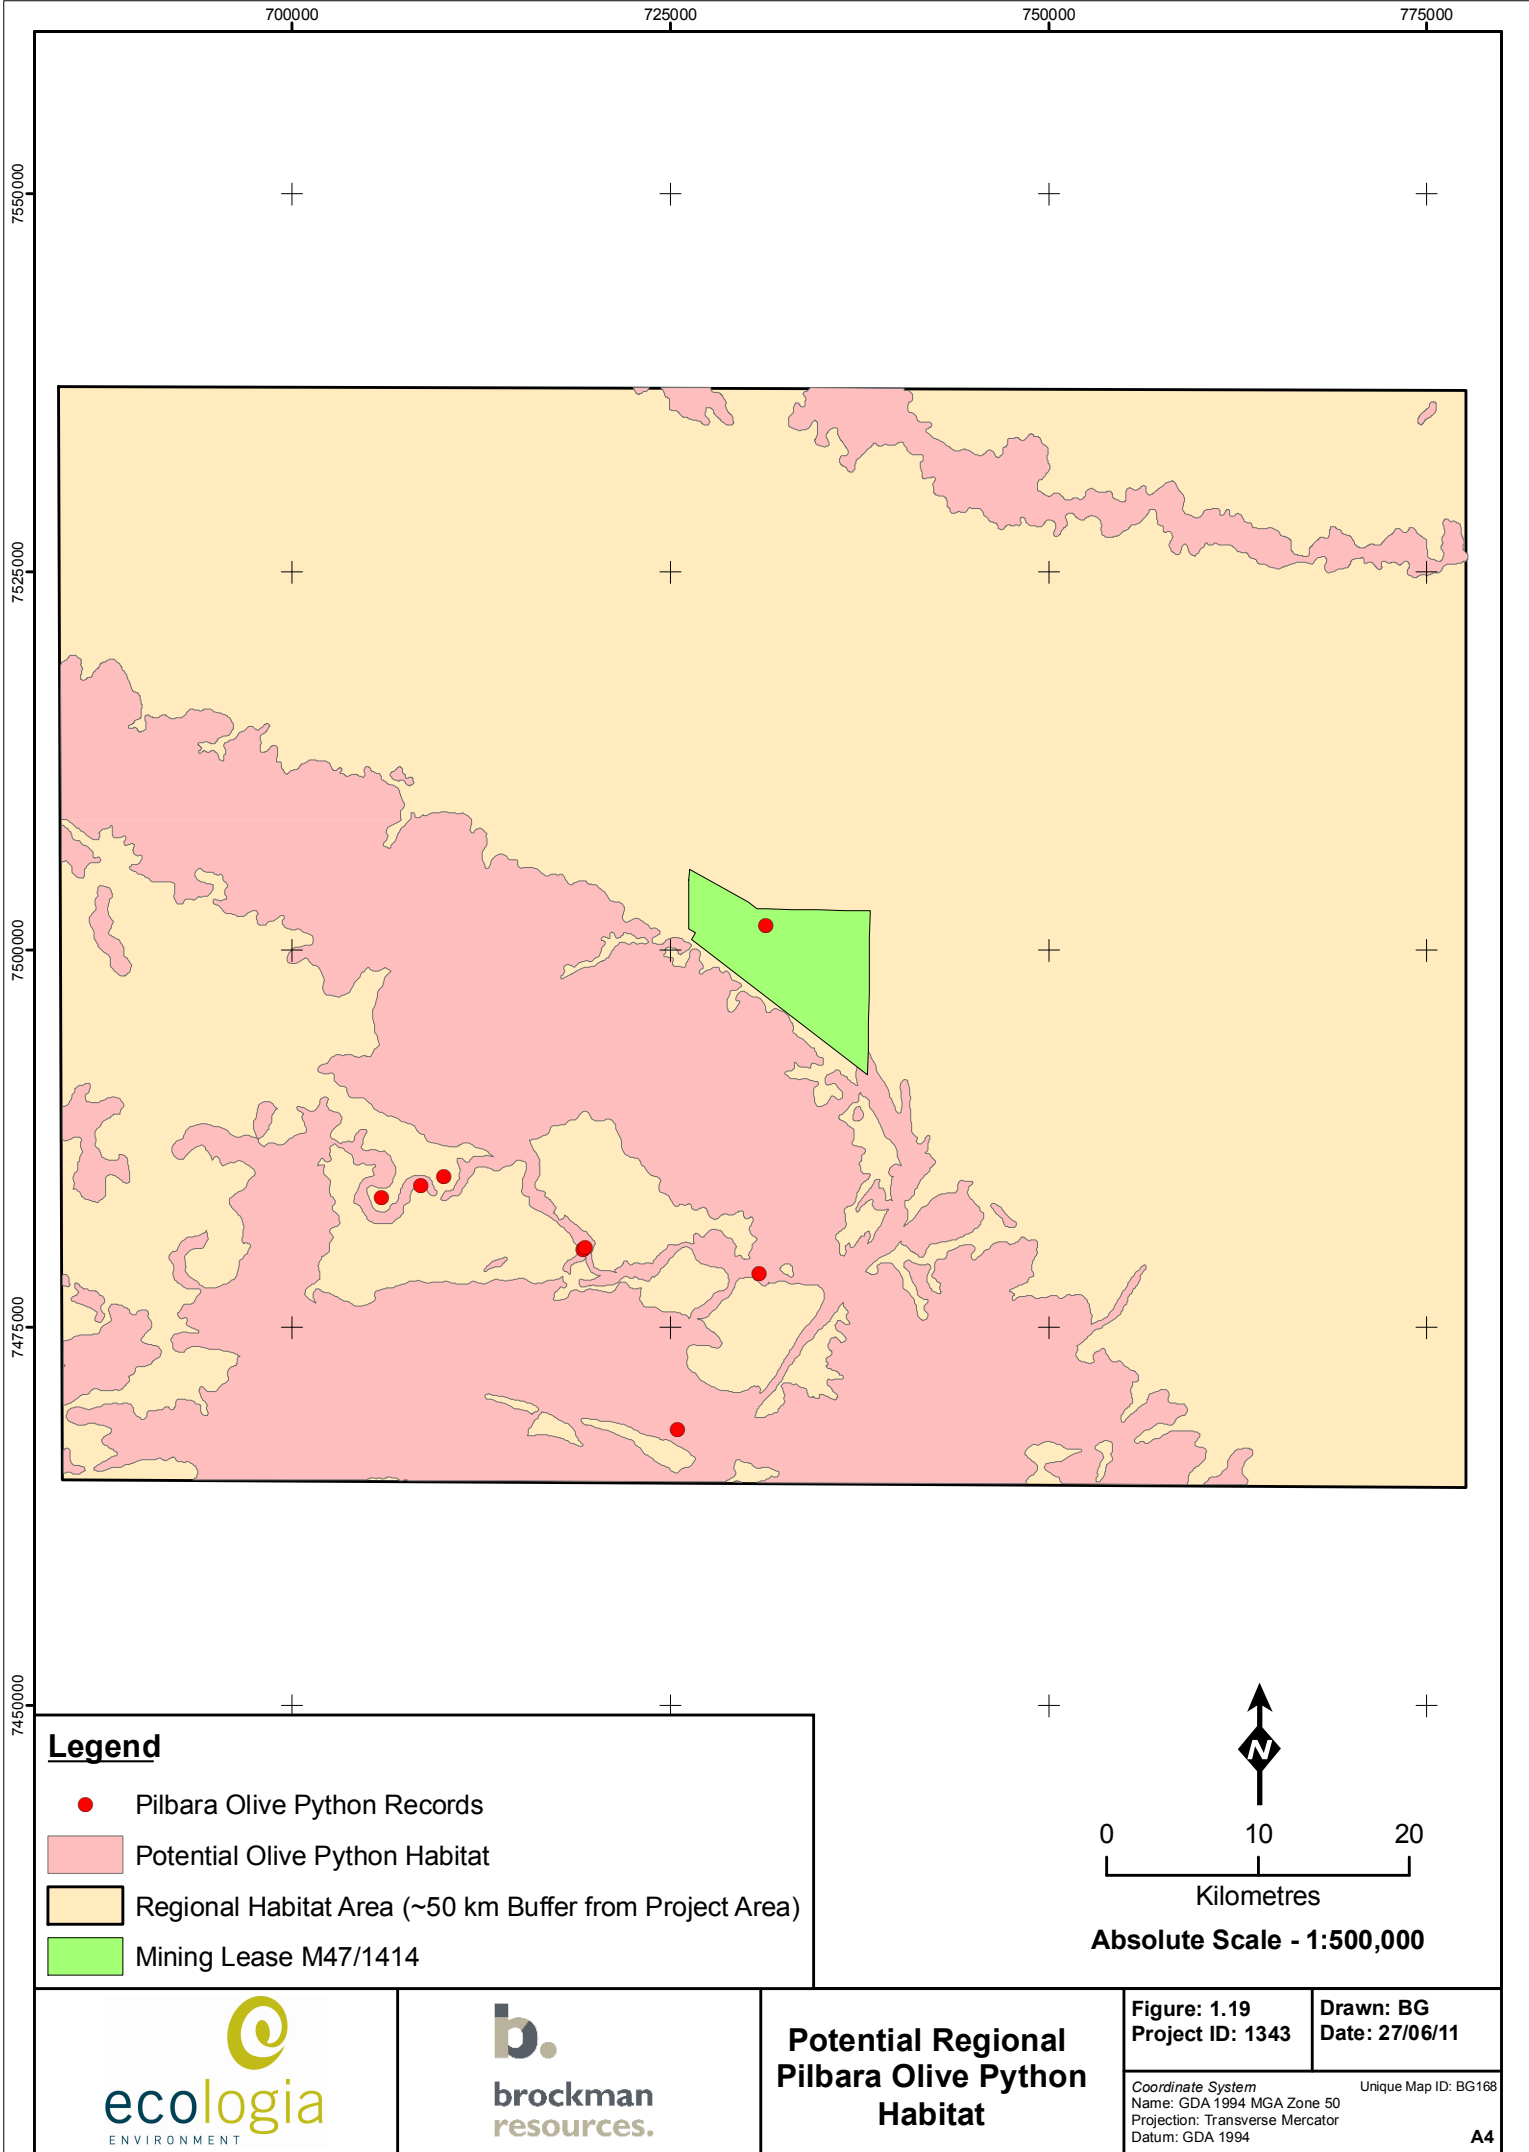 700000
725000
750000
775000
7550000
7525000
7500000
7475000
7450000
Legend
Pilbara Olive Python Records
Potential Olive Python Habitat
Regional Habitat Area (~50 km Buffer from Project Area)
Mining Lease M47/1414
N
0 10 20
Kilometres
Absolute Scale - 1:500,000
ecologia
ENVIRONMENT
b.
brockman
resources.
Potential Regional
Pilbara Olive Python
Habitat
Figure: 1.19
Project ID: 1343
Drawn: BG
Date: 27/06/11
Coordinate System
Name: GDA 1994 MGA Zone 50
Projection: Transverse Mercator
Datum: GDA 1994
Unique Map ID: BG168
A4